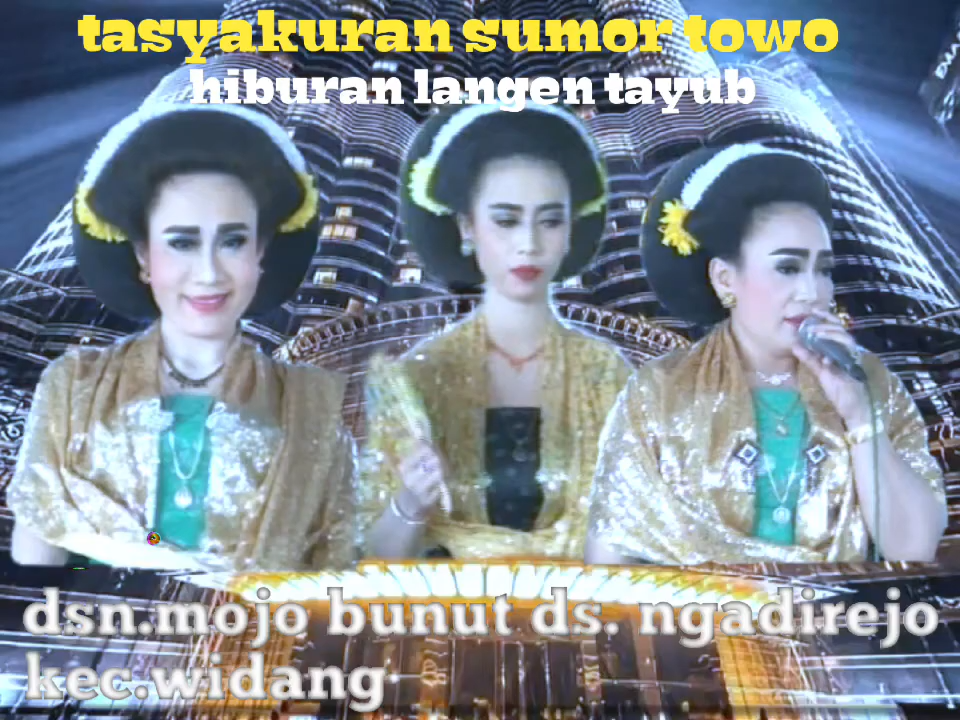 tasyakuran sumor towo
hiburan langen tayub
dsn.mojo bunut ds. ngadirejo
kec.widang